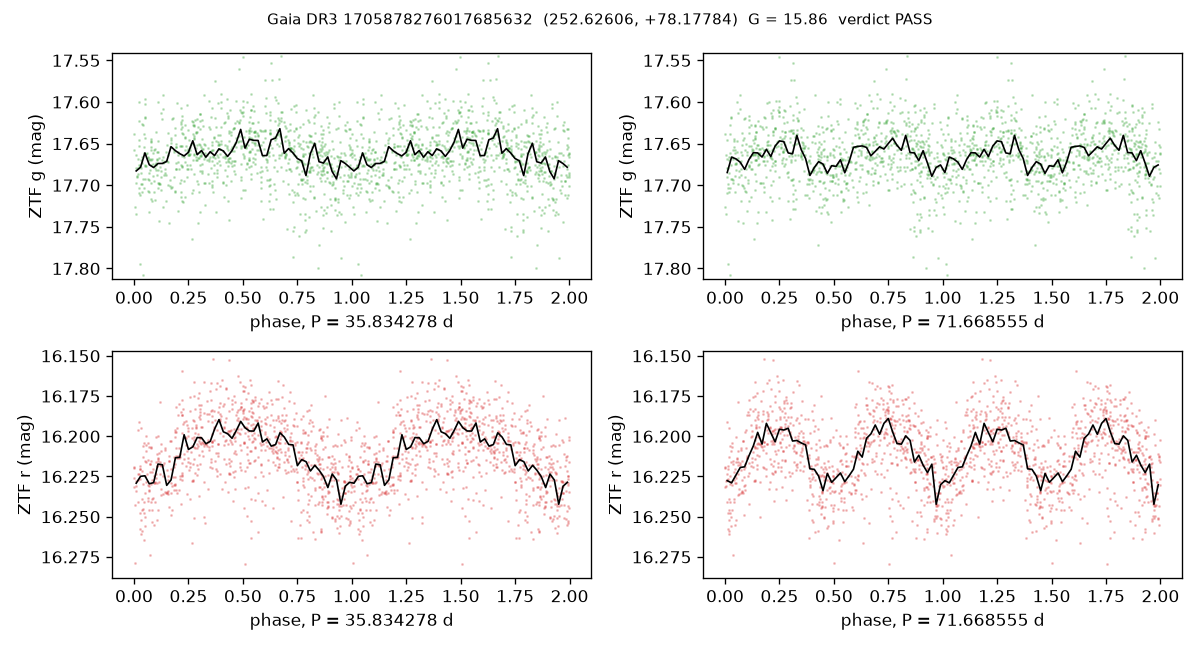 Gaia DR3 1705878276017685632  (252.62606, +78.17784)  G = 15.86  verdict PASS
17.55
17.60
17.65
17.70
17.75
17.80
ZTF g (mag)
0.00 0.25 0.50 0.75 1.00 1.25 1.50 1.75 2.00
phase, P = 35.834278 d
17.55
17.60
17.65
17.70
17.75
17.80
ZTF g (mag)
0.00 0.25 0.50 0.75 1.00 1.25 1.50 1.75 2.00
phase, P = 71.668555 d
16.150
16.175
16.200
16.225
16.250
16.275
ZTF r (mag)
0.00 0.25 0.50 0.75 1.00 1.25 1.50 1.75 2.00
phase, P = 35.834278 d
16.150
16.175
16.200
16.225
16.250
16.275
ZTF r (mag)
0.00 0.25 0.50 0.75 1.00 1.25 1.50 1.75 2.00
phase, P = 71.668555 d